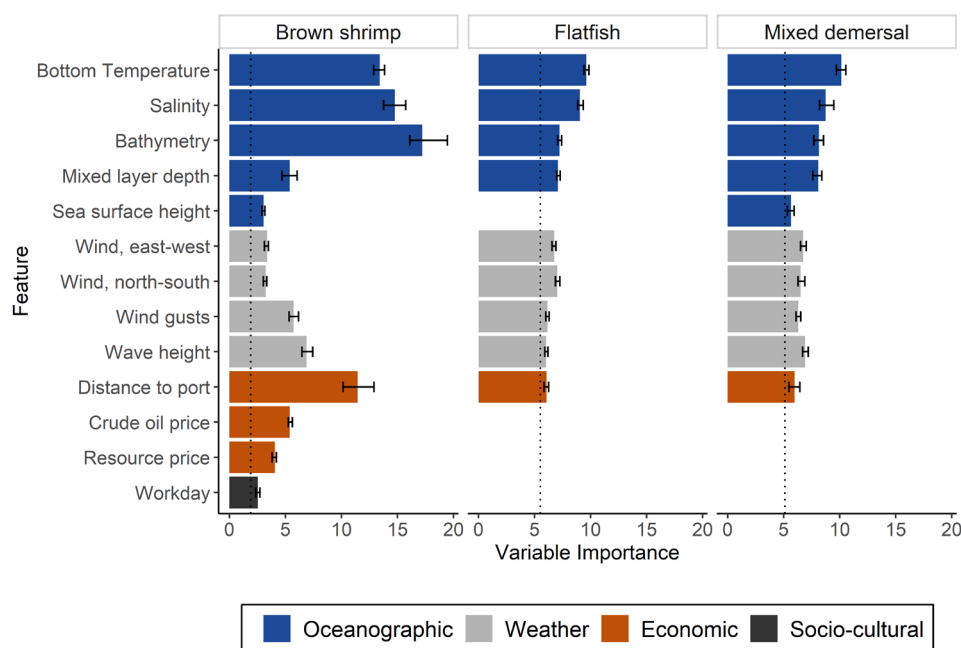 Brown shrimp
Flatfish
Mixed demersal
Feature
Bottom Temperature
Salinity
Bathymetry
Mixed layer depth
Sea surface height
Wind, east-west
Wind, north-south
Wind gusts
Wave height
Distance to port
Crude oil price
Resource price
Workday
0 5 10 15 20
0 5 10 15 20
0 5 10 15 20
Variable Importance
Oceanographic Weather Economic Socio-cultural